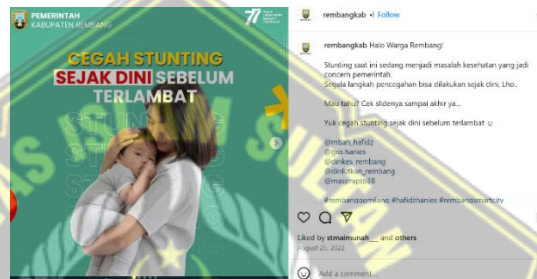 PEMERINTAH
KABUPATEN REMBANG
77
CEGAH STUNTING
SEJAK DINI SEBELUM
TERLAMBAT
STUNTING
rembangkab • Follow
rembangkab Halo Warga Rembang!
Stunting saat ini sedang menjadi masalah kesehatan yang jadi
concern pemerintah.
Segala langkah pencegahan bisa dilakukan sejak dini, Lho..
Mau tahu? Cek slidenya sampai akhir ya...
Yuk cegah stunting sejak dini sebelum terlambat ☺
@mbah_hafidz
@gus.hanies
@dinkes_rembang
@dinlutkan_rembang
@masprapto38
#rembanggemilang #hafidzhanies #rembangsmartcity
Liked by stmaimunah__ and others
August 25, 2022
Add a comment...